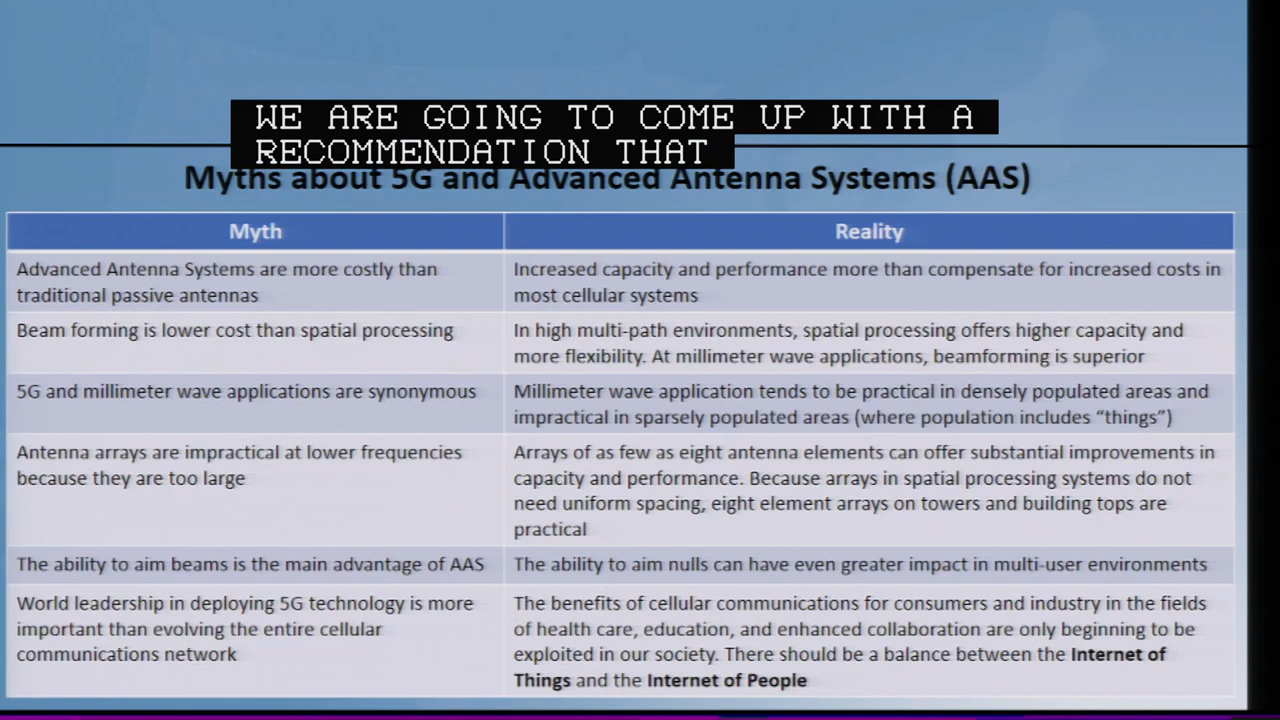 WE ARE GOING TO COME UP WITH A
RECOMMENDATION THAT
Myths about 5G and Advanced Antenna Systems (AAS)
Myth
Reality
Advanced Antenna Systems are more costly than
traditional passive antennas
Increased capacity and performance more than compensate for increased costs in
most cellular systems
Beam forming is lower cost than spatial processing
In high multi-path environments, spatial processing offers higher capacity and
more flexibility. At millimeter wave applications, beamforming is superior
5G and millimeter wave applications are synonymous
Millimeter wave application tends to be practical in densely populated areas and
impractical in sparsely populated areas (where population includes “things”)
Antenna arrays are impractical at lower frequencies
because they are too large
Arrays of as few as eight antenna elements can offer substantial improvements in
capacity and performance. Because arrays in spatial processing systems do not
need uniform spacing, eight element arrays on towers and building tops are
practical
The ability to aim beams is the main advantage of AAS
The ability to aim nulls can have even greater impact in multi-user environments
World leadership in deploying 5G technology is more
important than evolving the entire cellular
communications network
The benefits of cellular communications for consumers and industry in the fields
of health care, education, and enhanced collaboration are only beginning to be
exploited in our society. There should be a balance between the Internet of
Things and the Internet of People